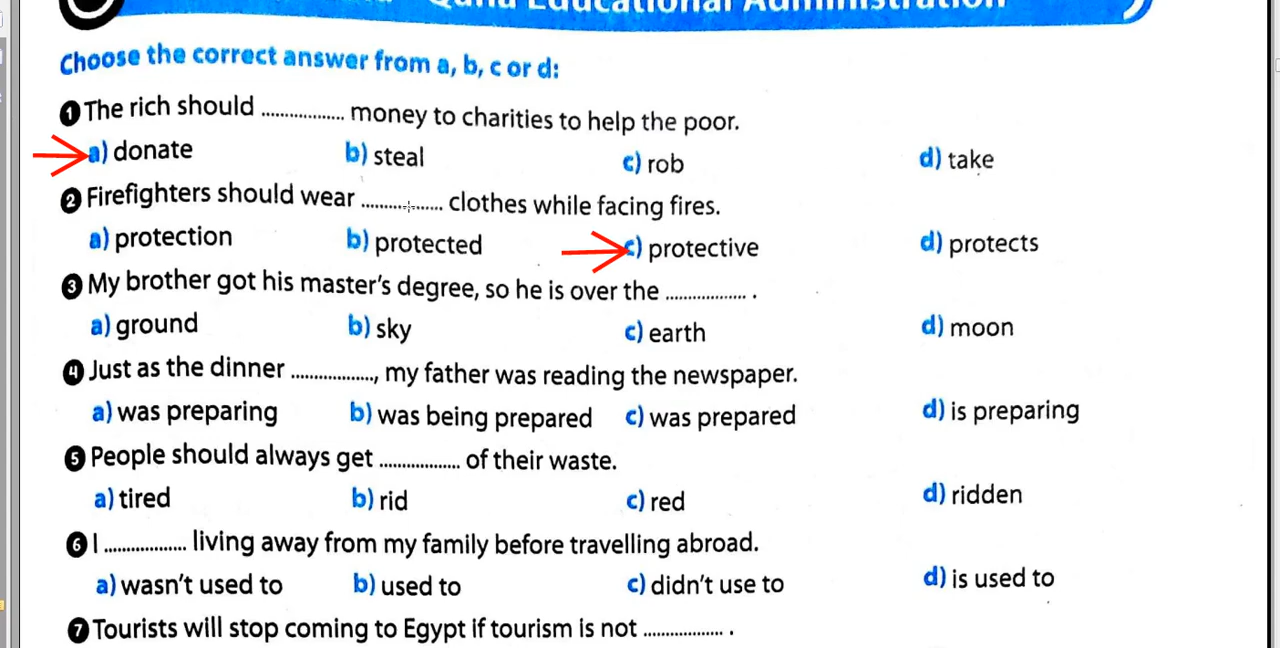 Educational Administration
Choose the correct answer from a, b, c or d:
1 The rich should .................. money to charities to help the poor.
a) donate b) steal c) rob d) take
2 Firefighters should wear .................. clothes while facing fires.
a) protection b) protected c) protective d) protects
3 My brother got his master's degree, so he is over the .................. .
a) ground b) sky c) earth d) moon
4 Just as the dinner .................., my father was reading the newspaper.
a) was preparing b) was being prepared c) was prepared d) is preparing
5 People should always get .................. of their waste.
a) tired b) rid c) red d) ridden
6 I .................. living away from my family before travelling abroad.
a) wasn't used to b) used to c) didn't use to d) is used to
7 Tourists will stop coming to Egypt if tourism is not .................. .